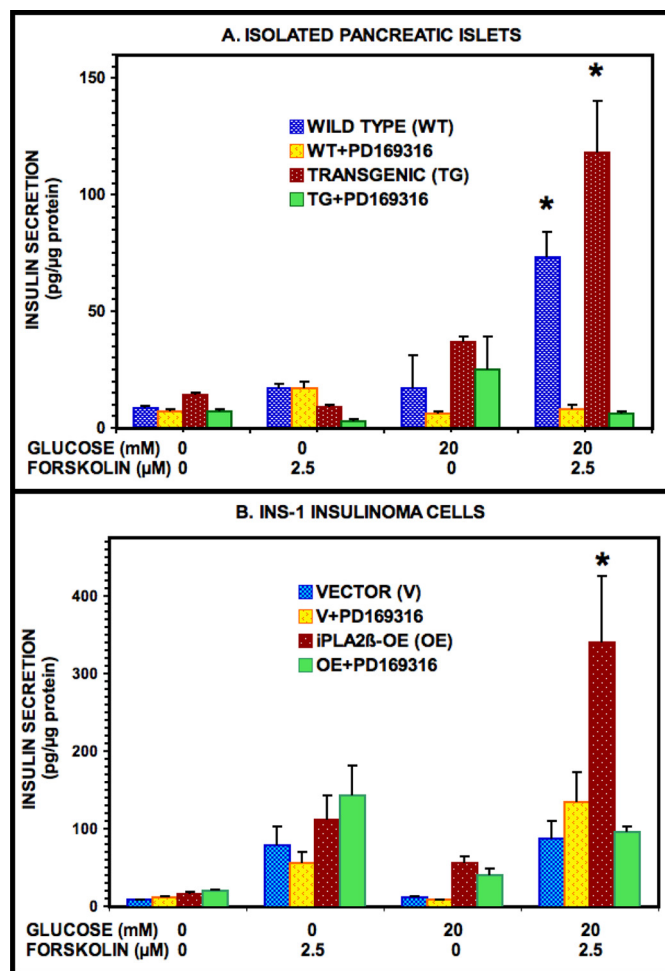 A. ISOLATED PANCREATIC ISLETS
150
100
50
0
INSULIN SECRETION
(pg/µg protein)
WILD TYPE (WT)
WT+PD169316
TRANSGENIC (TG)
TG+PD169316
*
*
GLUCOSE (mM) 0 0 20 20
FORSKOLIN (µM) 0 2.5 0 2.5
B. INS-1 INSULINOMA CELLS
400
300
200
100
0
INSULIN SECRETION
(pg/µg protein)
VECTOR (V)
V+PD169316
iPLA2ß-OE (OE)
OE+PD169316
*
GLUCOSE (mM) 0 0 20 20
FORSKOLIN (µM) 0 2.5 0 2.5